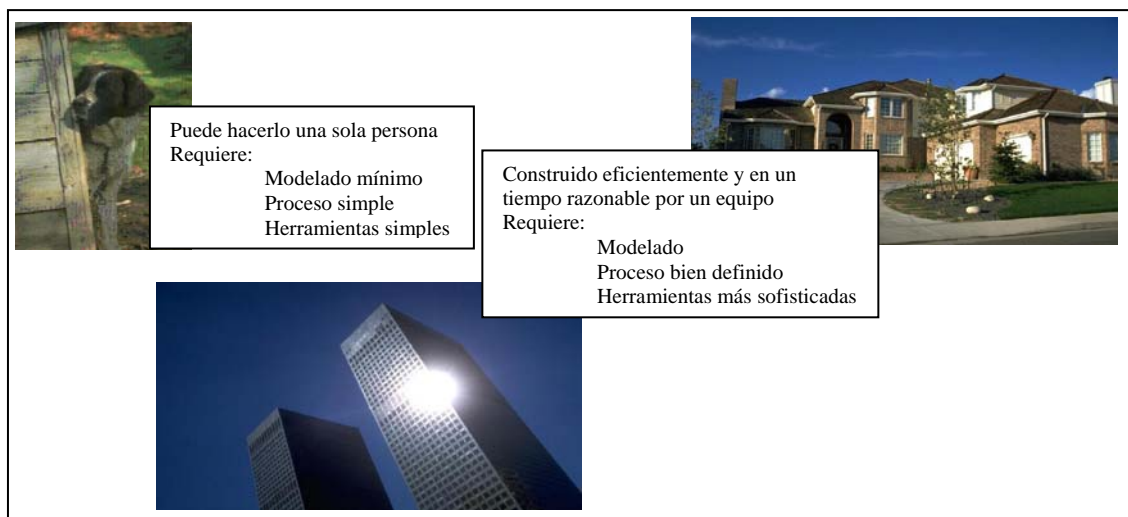 Puede hacerlo una sola persona
Requiere:
Modelado mínimo
Proceso simple
Herramientas simples
Construido eficientemente y en un
tiempo razonable por un equipo
Requiere:
Modelado
Proceso bien definido
Herramientas más sofisticadas